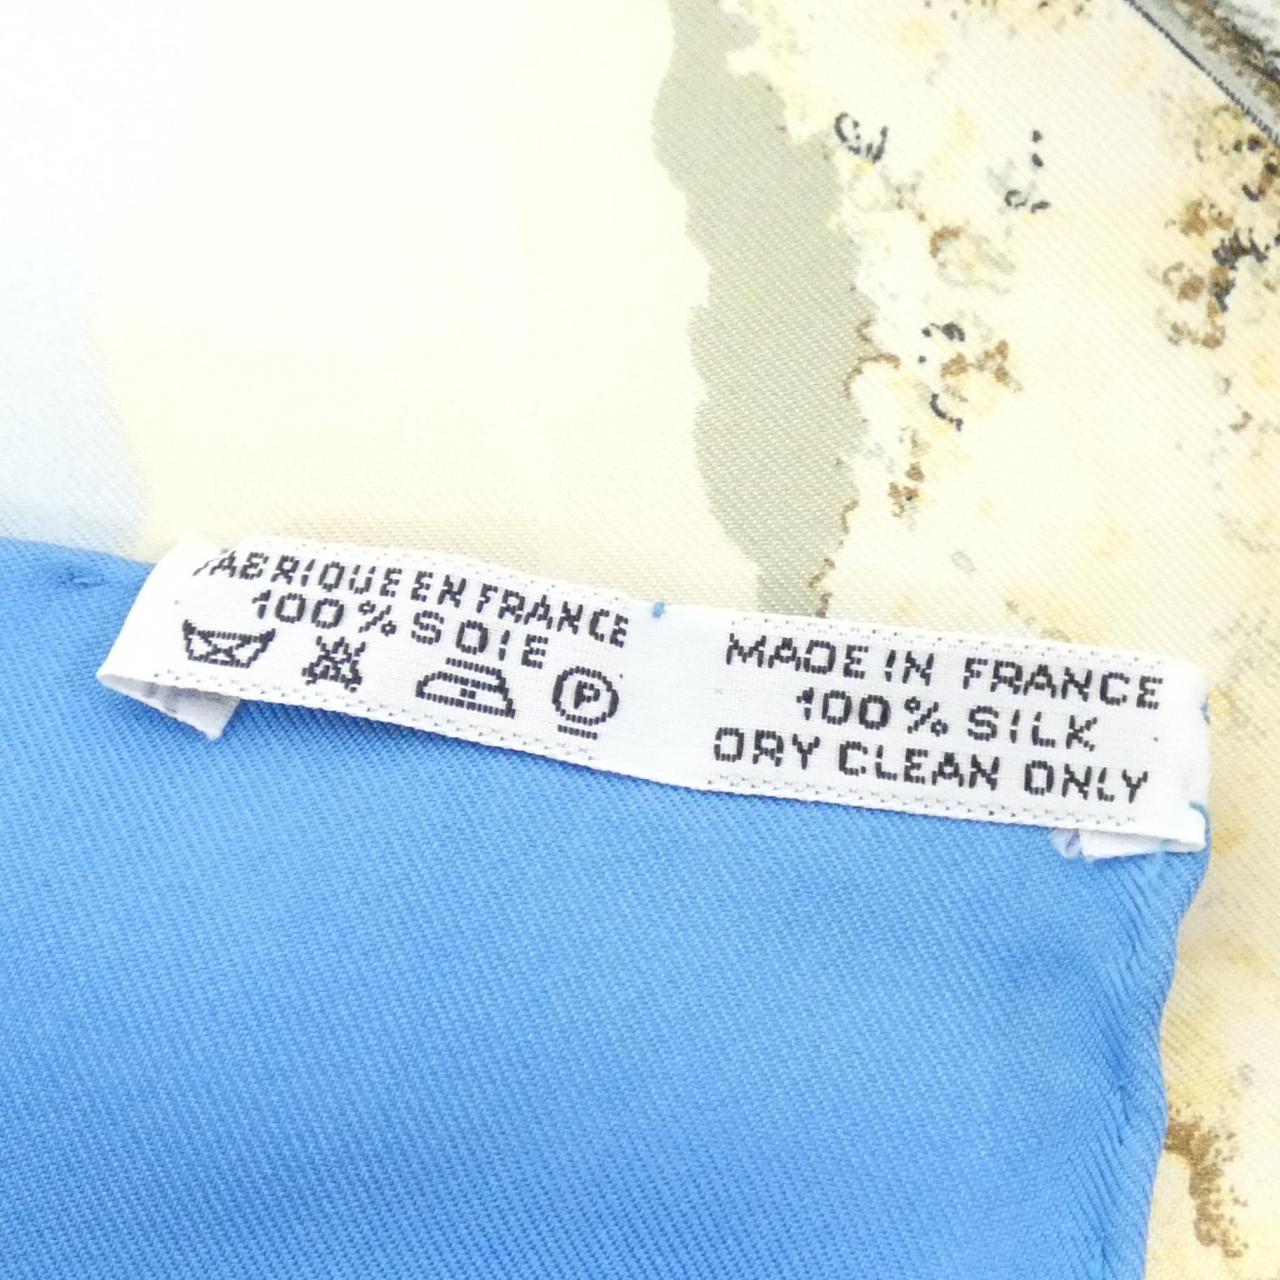 FABRIQUE EN FRANCE
100% SOIE
P
MADE IN FRANCE
100% SILK
DRY CLEAN ONLY